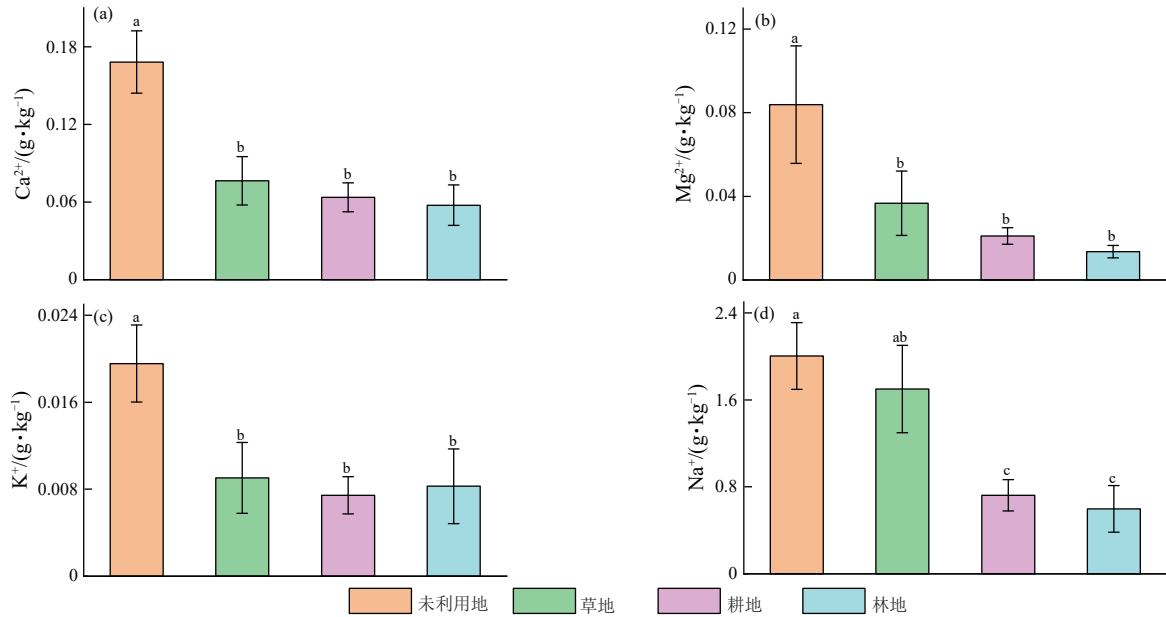 (a)
Ca²⁺/(g•kg⁻¹)
0.18
0.12
0.06
0
a
b
b
b
(b)
Mg²⁺/(g•kg⁻¹)
0.12
0.08
0.04
0
a
b
b
b
(c)
K⁺/(g•kg⁻¹)
0.024
0.016
0.008
0
a
b
b
b
(d)
Na⁺/(g•kg⁻¹)
2.4
1.6
0.8
0
a
ab
c
c
未利用地 草地 耕地 林地